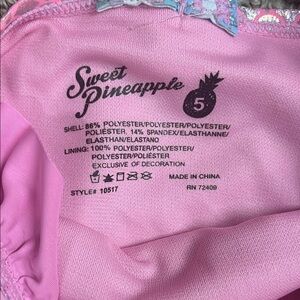 Sweet
Pineapple
5
SHELL: 86% POLYESTER/POLYESTER/POLYESTER/
POLIÉSTER, 14% SPANDEX/ELASTHANNE/
ELASTHAN/ELASTANO
LINING: 100% POLYESTER/POLYESTER/
POLYESTER/POLIÉSTER
EXCLUSIVE OF DECORATION
MADE IN CHINA
STYLE# 10517
RN 72409